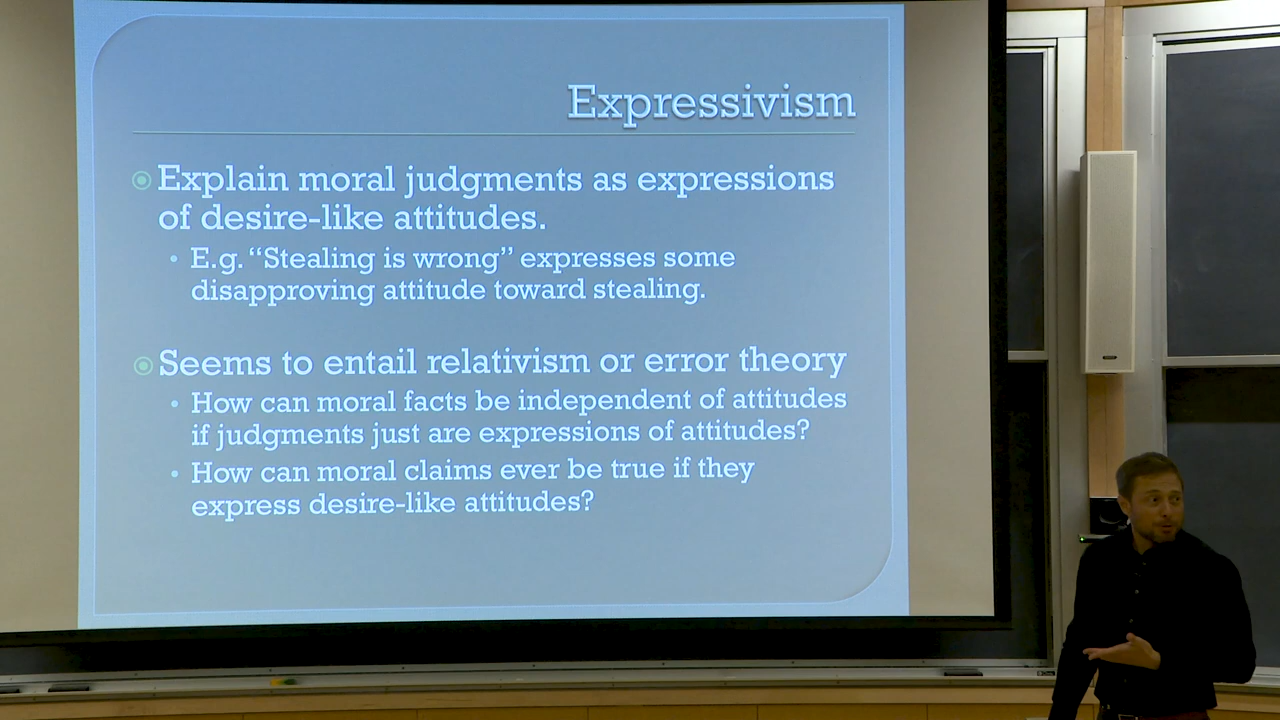 Expressivism
Explain moral judgments as expressions
of desire-like attitudes.
E.g. “Stealing is wrong” expresses some
disapproving attitude toward stealing.
Seems to entail relativism or error theory
How can moral facts be independent of attitudes
if judgments just are expressions of attitudes?
How can moral claims ever be true if they
express desire-like attitudes?